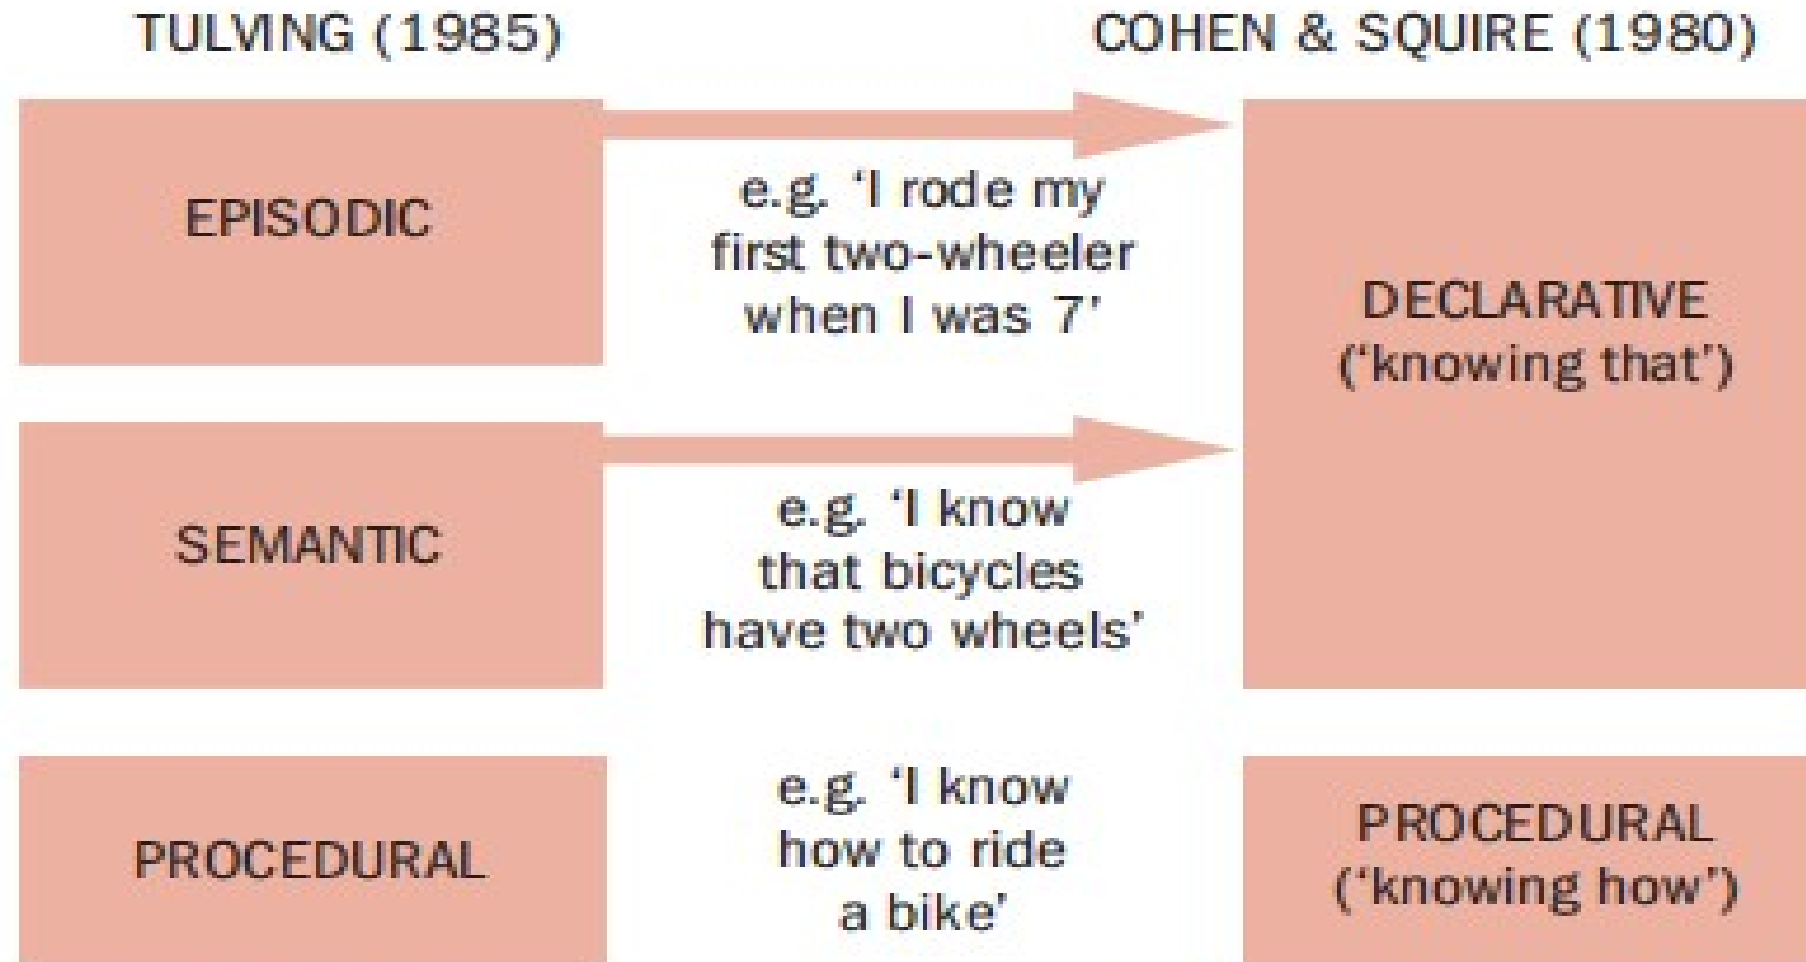 TULVING (1985)
COHEN & SQUIRE (1980)
EPISODIC
e.g. ‘I rode my
first two-wheeler
when I was 7’
DECLARATIVE
(‘knowing that’)
SEMANTIC
e.g. ‘I know
that bicycles
have two wheels’
PROCEDURAL
e.g. ‘I know
how to ride
a bike’
PROCEDURAL
(‘knowing how’)